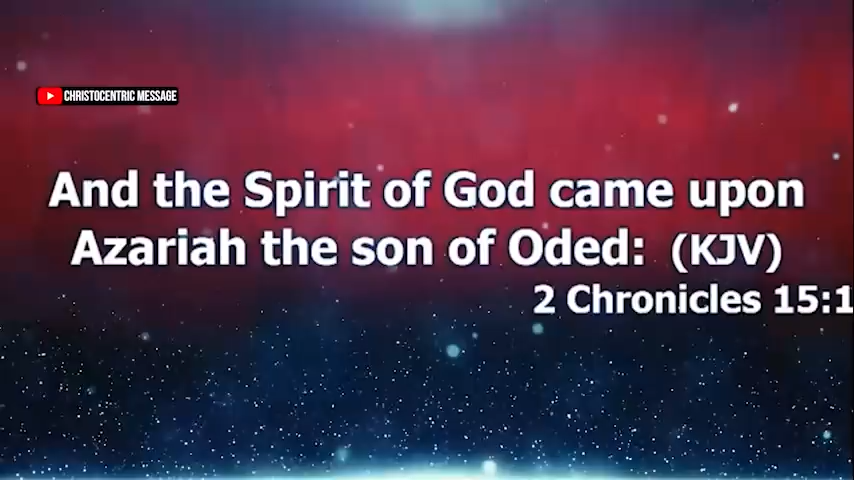 CHRISTOCENTRIC MESSAGE
And the Spirit of God came upon
Azariah the son of Oded: (KJV)
2 Chronicles 15:1